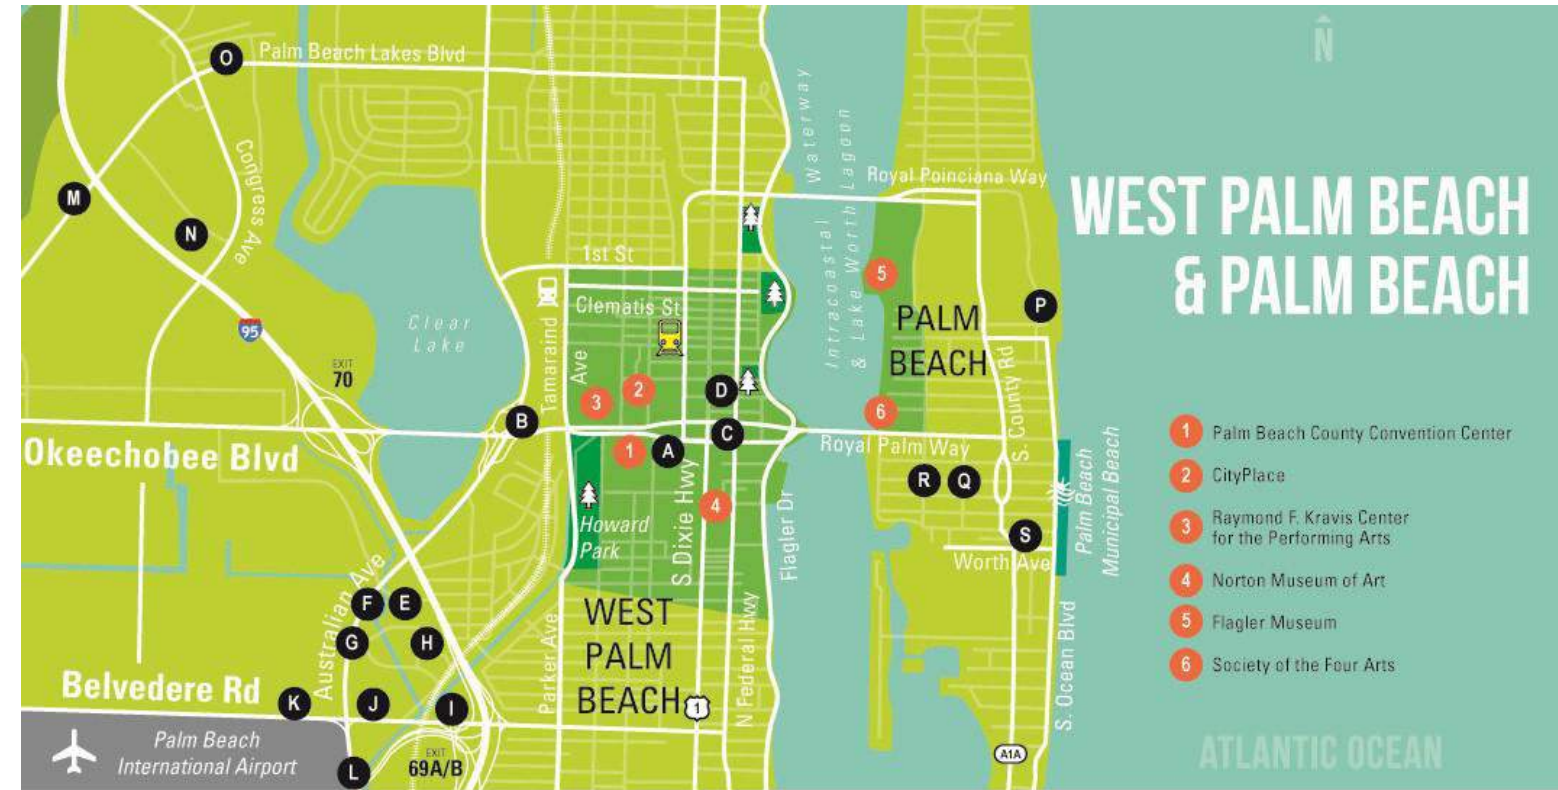 N
WEST PALM BEACH
& PALM BEACH
1 Palm Beach County Convention Center
2 CityPlace
3 Raymond F. Kravis Center
for the Performing Arts
4 Norton Museum of Art
5 Flagler Museum
6 Society of the Four Arts
ATLANTIC OCEAN
O
Palm Beach Lakes Blvd
Congress Ave
M
N
95
EXIT
70
Clear
Lake
1st St
Clematis St
Tamaraind
Ave
Waterway
Intracoastal
& Lake Worth Lagoon
Royal Poinciana Way
5
P
PALM
BEACH
S. County Rd
3
2
D
6
B
Okeechobee Blvd
1
A
C
Royal Palm Way
R
Q
4
Howard
Park
S Dixie Hwy
Flagler Dr
S
Worth Ave
Palm Beach
Municipal Beach
Australian Ave
F
E
G
H
WEST
PALM
BEACH
Parker Ave
N Federal Hwy
1
S. Ocean Blvd
Belvedere Rd
K
J
I
Palm Beach
International Airport
L
EXIT
69A/B
A1A